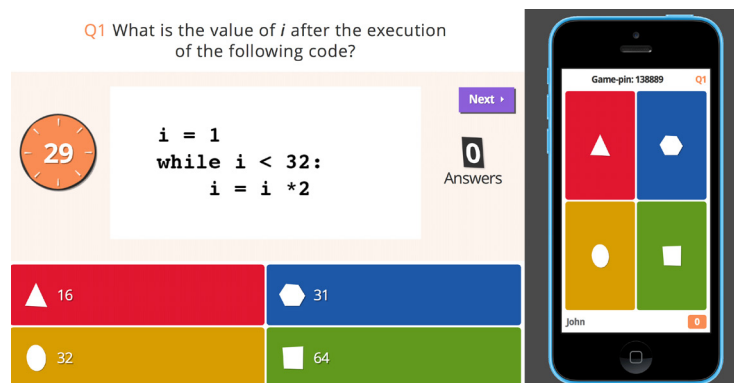 Q1 What is the value of i after the execution
of the following code?
29
i = 1
while i < 32:
    i = i *2
Next
0
Answers
16
31
32
64
Game-pin: 138889 Q1
John 0